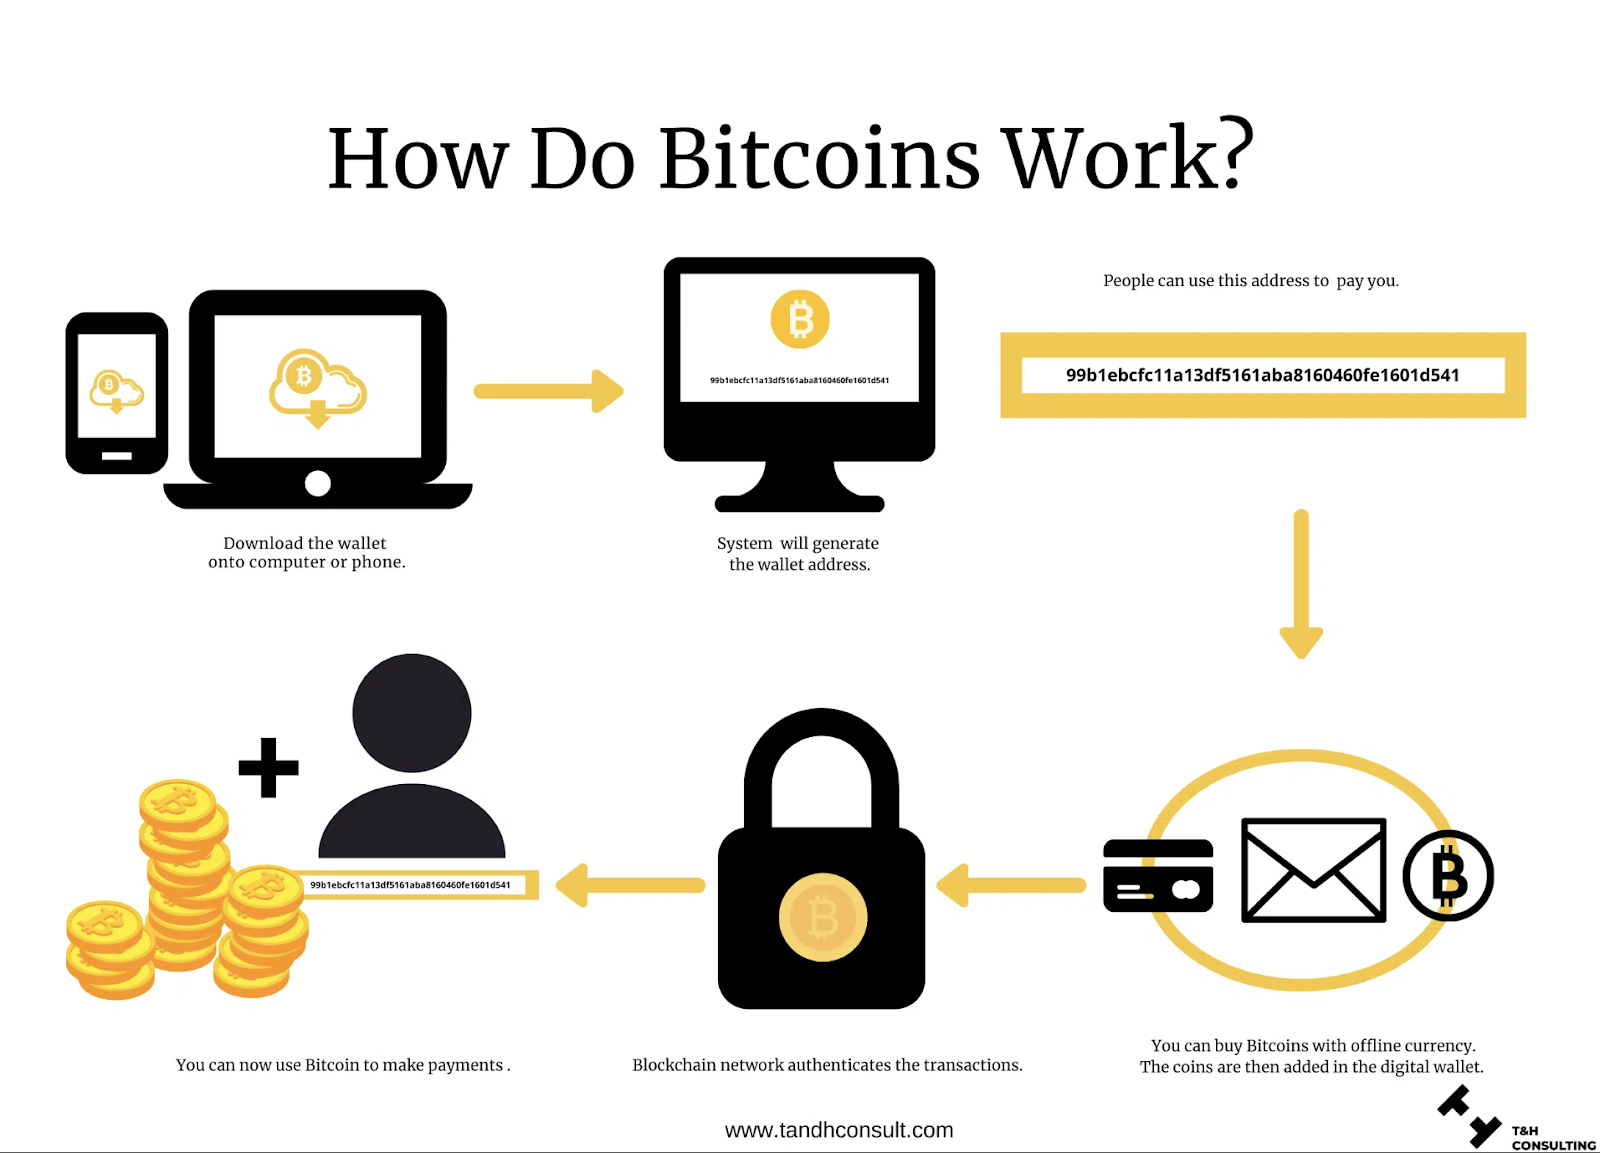 How Do Bitcoins Work?
99b1ebcfc11a13df5161aba8160460fe1601d541
People can use this address to pay you.
99b1ebcfc11a13df5161aba8160460fe1601d541
Download the wallet
onto computer or phone.
System will generate
the wallet address.
99b1ebcfc11a13df5161aba8160460fe1601d541
You can now use Bitcoin to make payments .
Blockchain network authenticates the transactions.
You can buy Bitcoins with offline currency.
The coins are then added in the digital wallet.
www.tandhconsult.com
T&H
CONSULTING